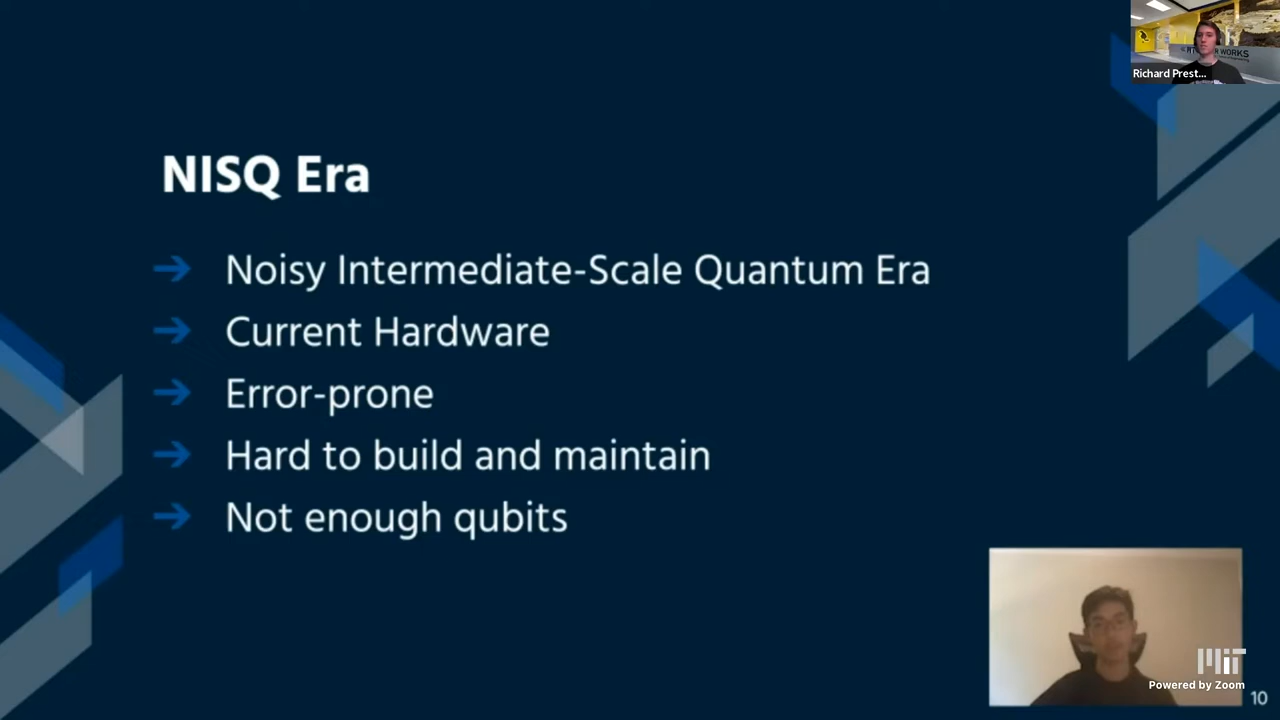 Richard Prest...
NISQ Era
→ Noisy Intermediate-Scale Quantum Era
→ Current Hardware
→ Error-prone
→ Hard to build and maintain
→ Not enough qubits
MIT
Powered by Zoom
10